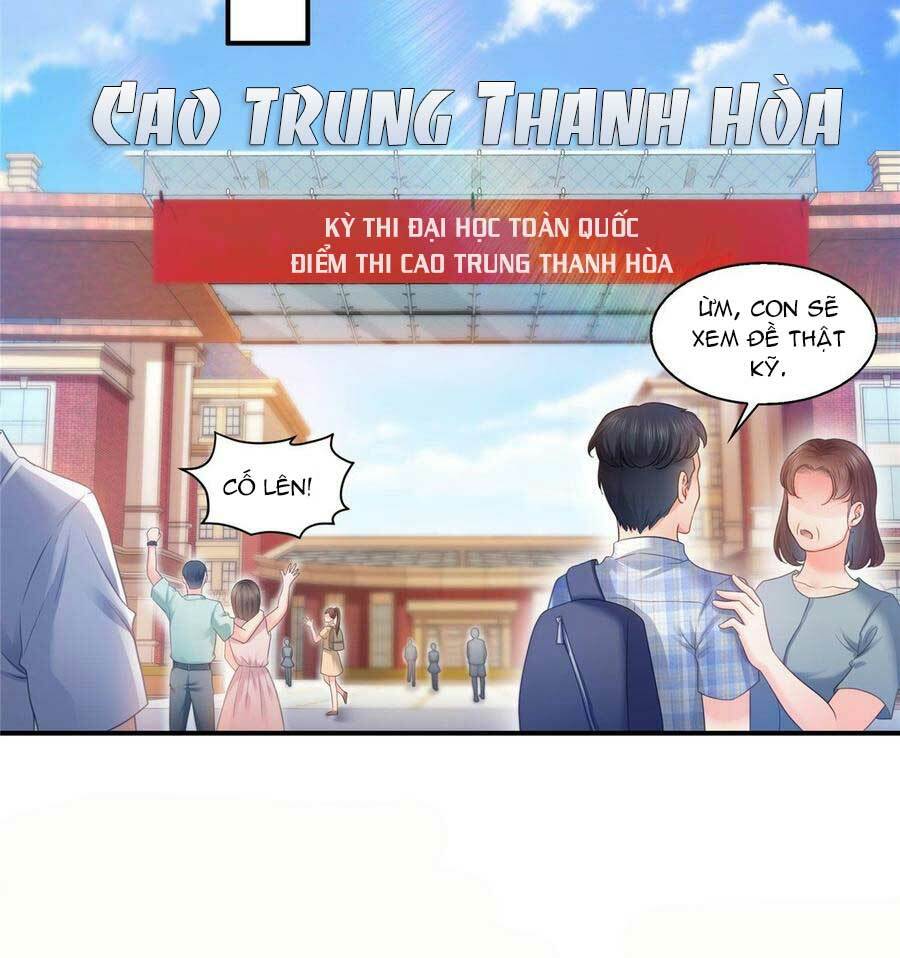 CAO TRUNG THANH HÒA
KỲ THI ĐẠI HỌC TOÀN QUỐC
ĐIỂM THI CAO TRUNG THANH HÒA
ỪM, CON SẼ
XEM ĐỀ THẬT
KỸ.
CỐ LÊN!